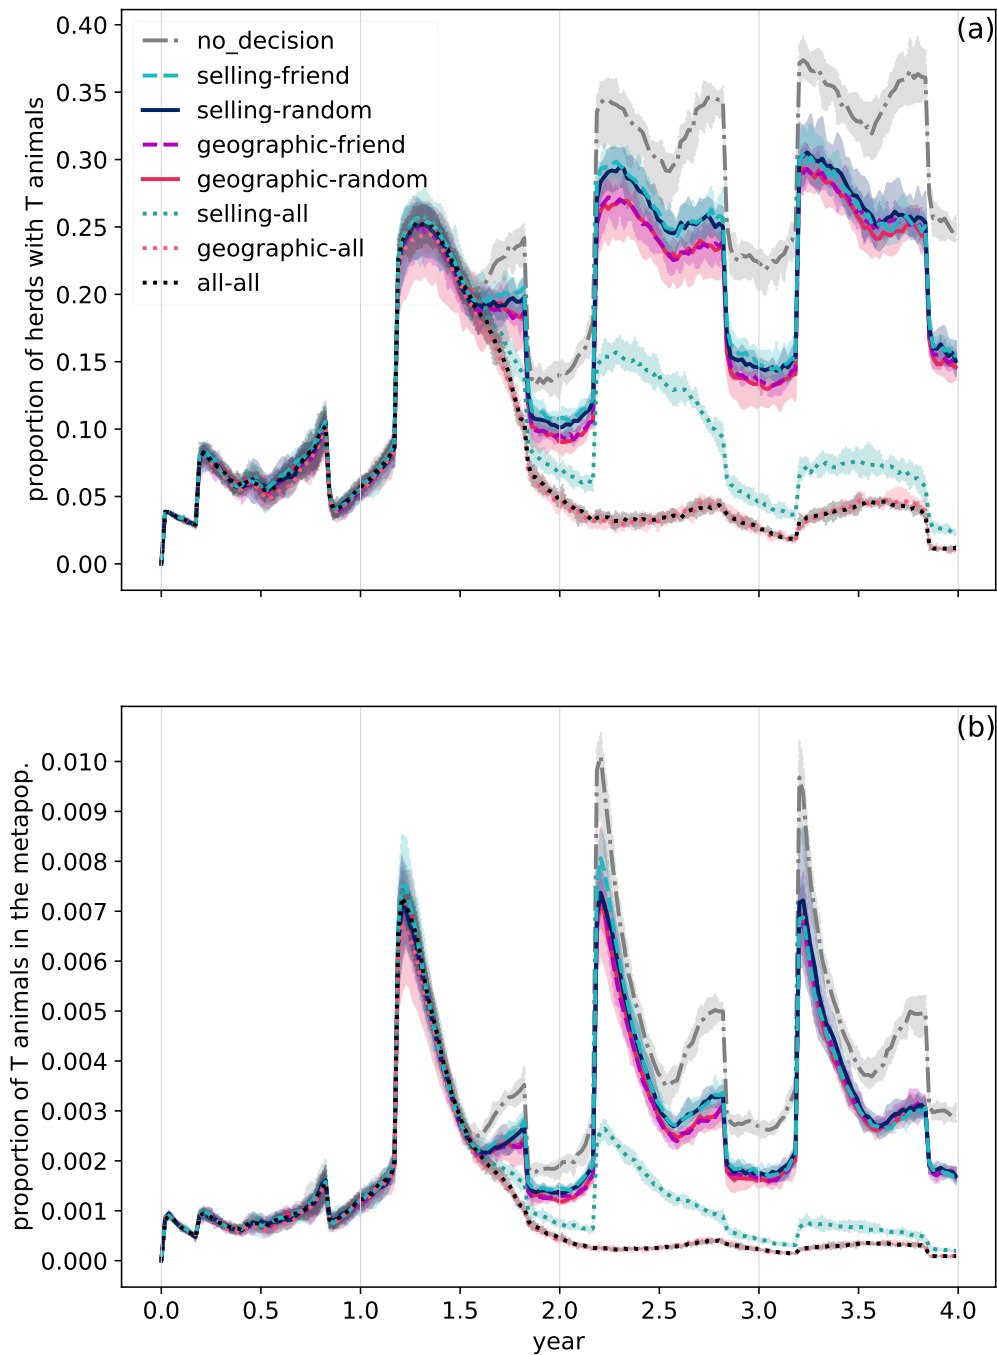 (a)
proportion of herds with T animals
0.40
0.35
0.30
0.25
0.20
0.15
0.10
0.05
0.00
no_decision
selling-friend
selling-random
geographic-friend
geographic-random
selling-all
geographic-all
all-all
(b)
proportion of T animals in the metapop.
0.010
0.009
0.008
0.007
0.006
0.005
0.004
0.003
0.002
0.001
0.000
0.0 0.5 1.0 1.5 2.0 2.5 3.0 3.5 4.0
year